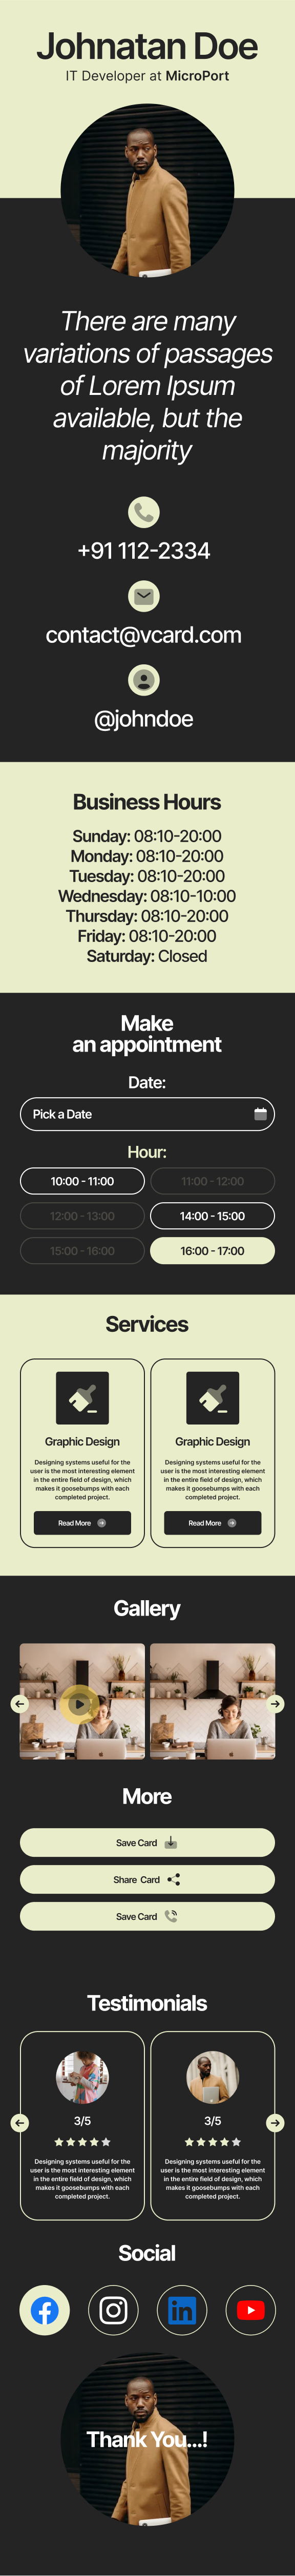 Johnatan Doe
IT Developer at MicroPort
There are many
variations of passages
of Lorem Ipsum
available, but the
majority
+91 112-2334
contact@vcard.com
@johndoe
Business Hours
Sunday: 08:10-20:00
Monday: 08:10-20:00
Tuesday: 08:10-20:00
Wednesday: 08:10-10:00
Thursday: 08:10-20:00
Friday: 08:10-20:00
Saturday: Closed
Make
an appointment
Date:
Pick a Date
Hour:
10:00 - 11:00
11:00 - 12:00
12:00 - 13:00
14:00 - 15:00
15:00 - 16:00
16:00 - 17:00
Services
Graphic Design
Designing systems useful for the
user is the most interesting element
in the entire field of design, which
makes it goosebumps with each
completed project.
Read More
Graphic Design
Designing systems useful for the
user is the most interesting element
in the entire field of design, which
makes it goosebumps with each
completed project.
Read More
Gallery
More
Save Card
Share Card
Save Card
Testimonials
3/5
Designing systems useful for the
user is the most interesting element
in the entire field of design, which
makes it goosebumps with each
completed project.
3/5
Designing systems useful for the
user is the most interesting element
in the entire field of design, which
makes it goosebumps with each
completed project.
Social
in
Thank You...!